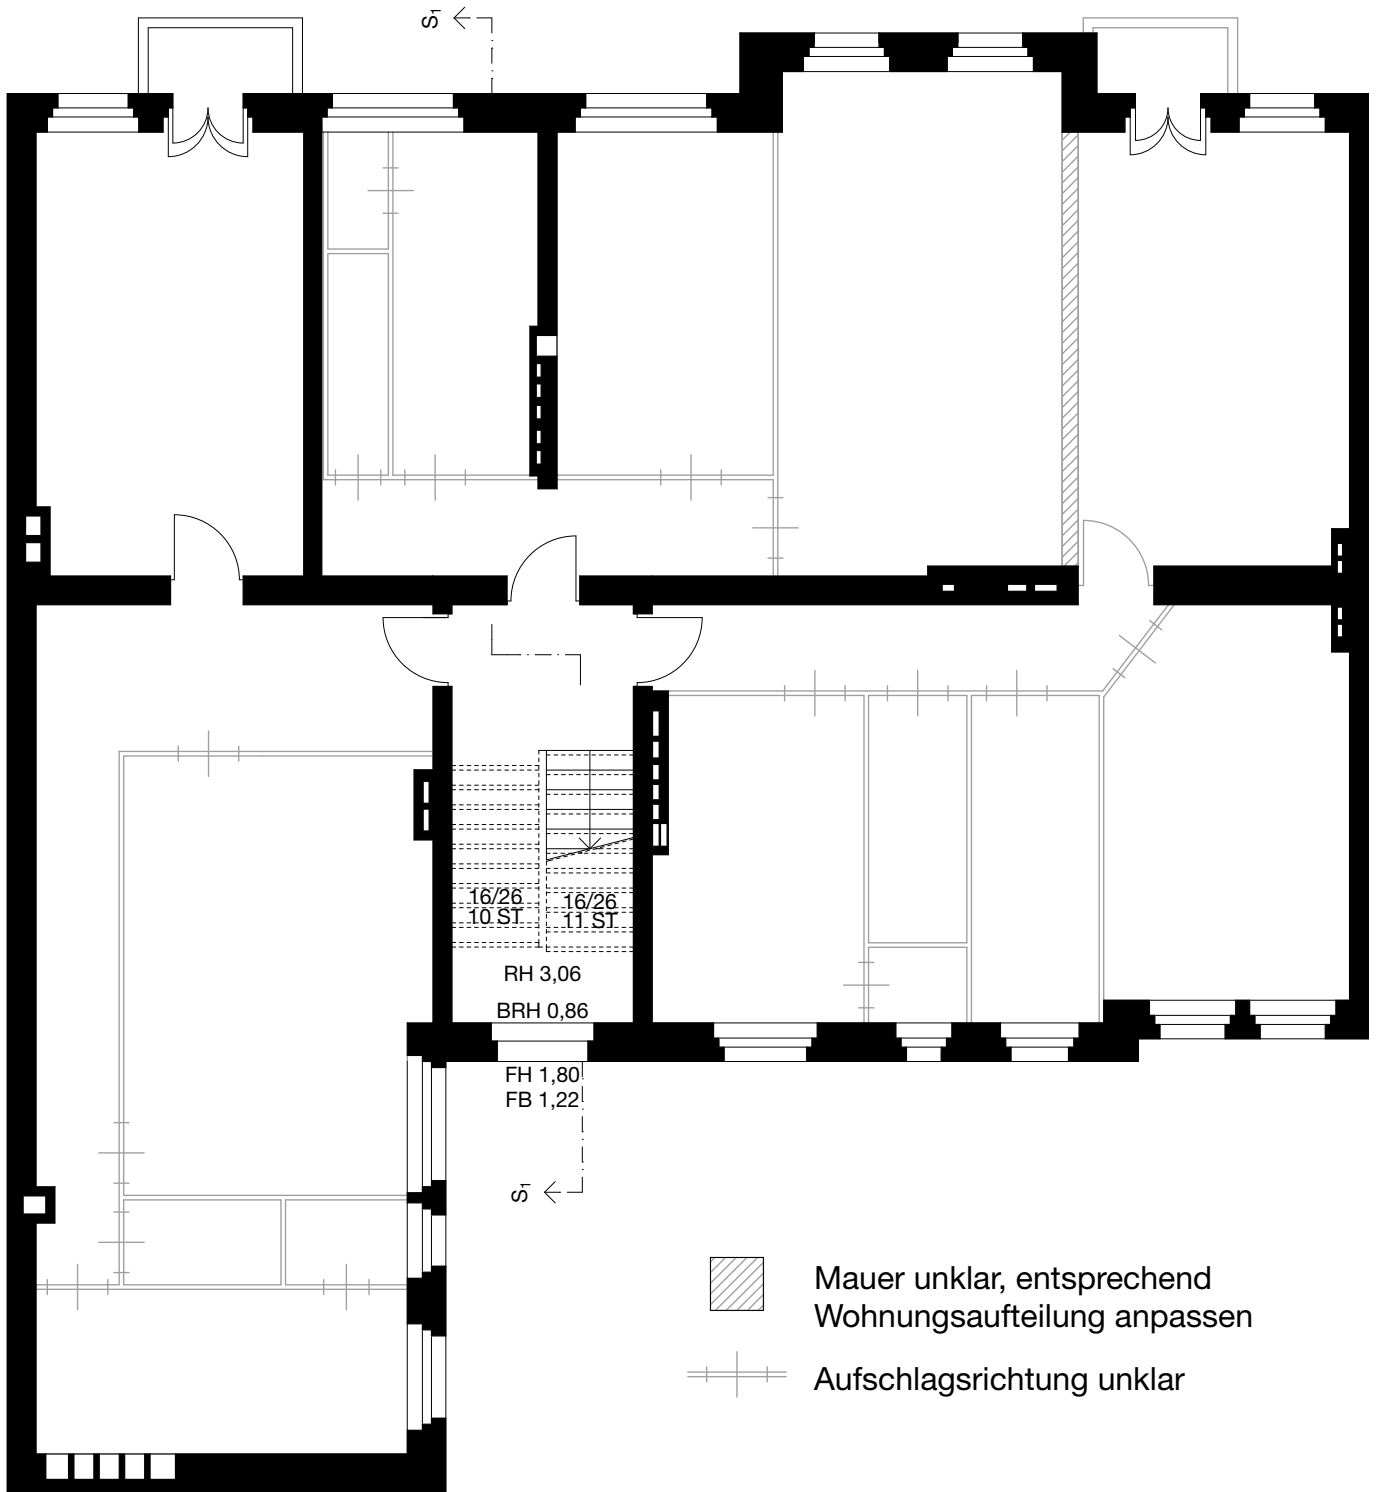 S1
16/26
10 ST
16/26
11 ST
RH 3,06
BRH 0,86
FH 1,80
FB 1,22
S1
Mauer unklar, entsprechend
Wohnungsaufteilung anpassen
Aufschlagsrichtung unklar